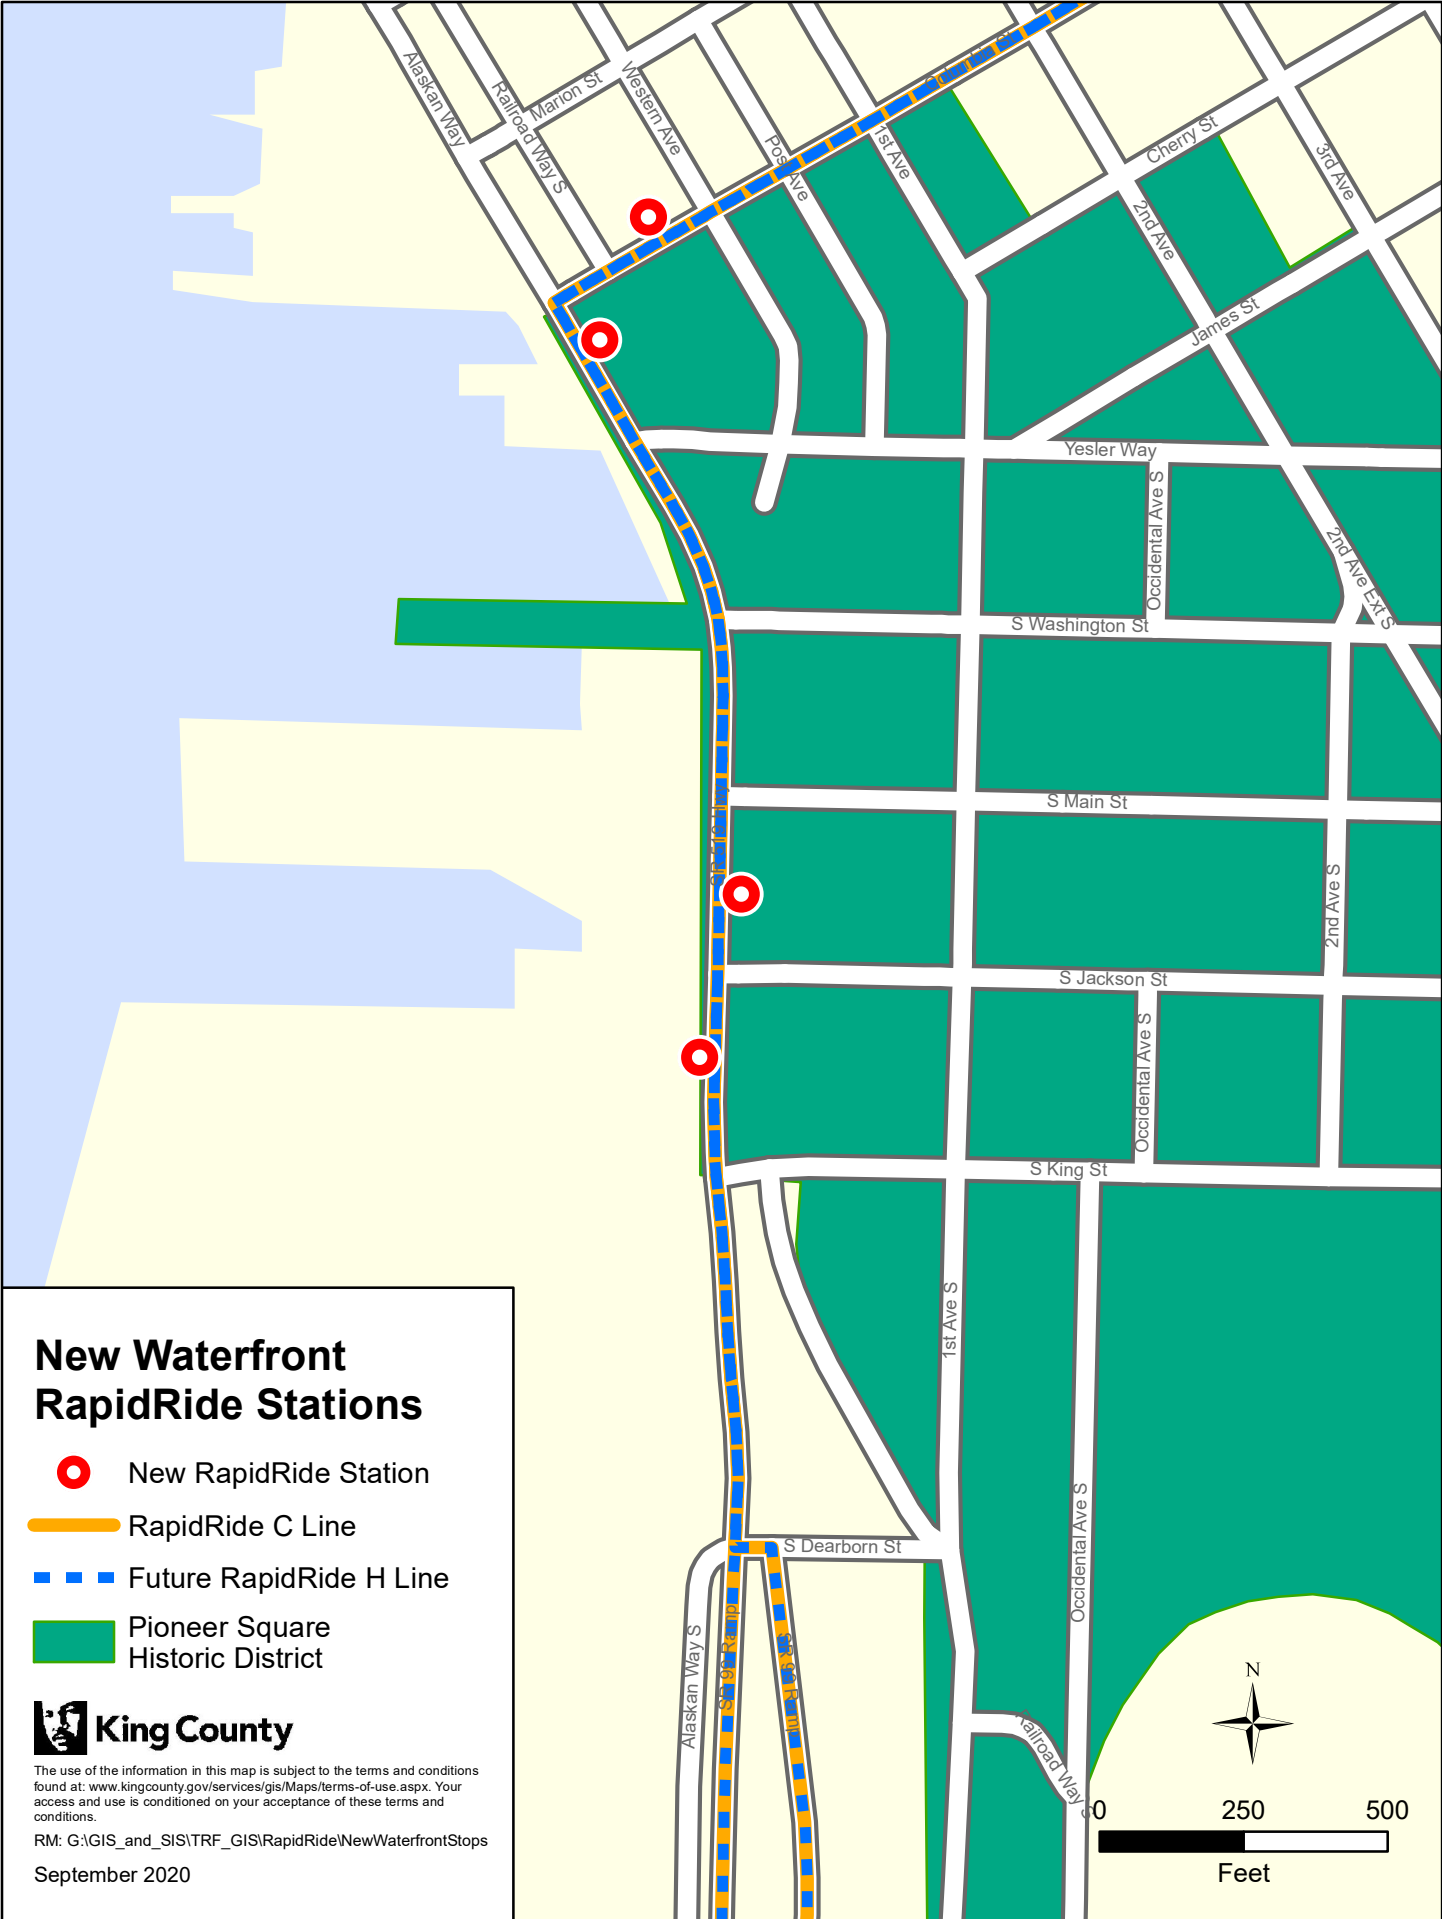 Alaskan Way
Railroad Way S
Marion St
Western Ave
Post Ave
Columbia St
1st Ave
Cherry St
2nd Ave
3rd Ave
James St
Yesler Way
Occidental Ave S
2nd Ave Ext S
S Washington St
S Main St
2nd Ave S
S Jackson St
Occidental Ave S
S King St
1st Ave S
Occidental Ave S
S Dearborn St
Alaskan Way S
SR 99 Ramp
SR 99 Ramp
Railroad Way S
N
0 250 500
Feet
New Waterfront
RapidRide Stations
New RapidRide Station
RapidRide C Line
Future RapidRide H Line
Pioneer Square
Historic District
King County
The use of the information in this map is subject to the terms and conditions
found at: www.kingcounty.gov/services/gis/Maps/terms-of-use.aspx. Your
access and use is conditioned on your acceptance of these terms and
conditions.
RM: G:\GIS_and_SIS\TRF_GIS\RapidRide\NewWaterfrontStops
September 2020